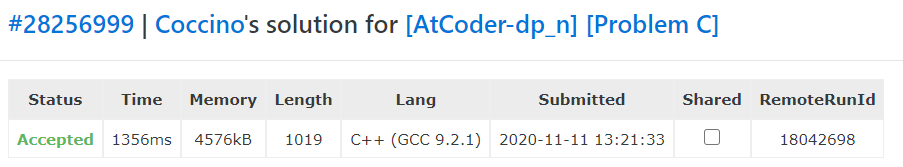 #28256999 | Coccino's solution for [AtCoder-dp_n] [Problem C]
Status Time Memory Length Lang Submitted Shared RemoteRunId
Accepted 1356ms 4576kB 1019 C++ (GCC 9.2.1) 2020-11-11 13:21:33 18042698